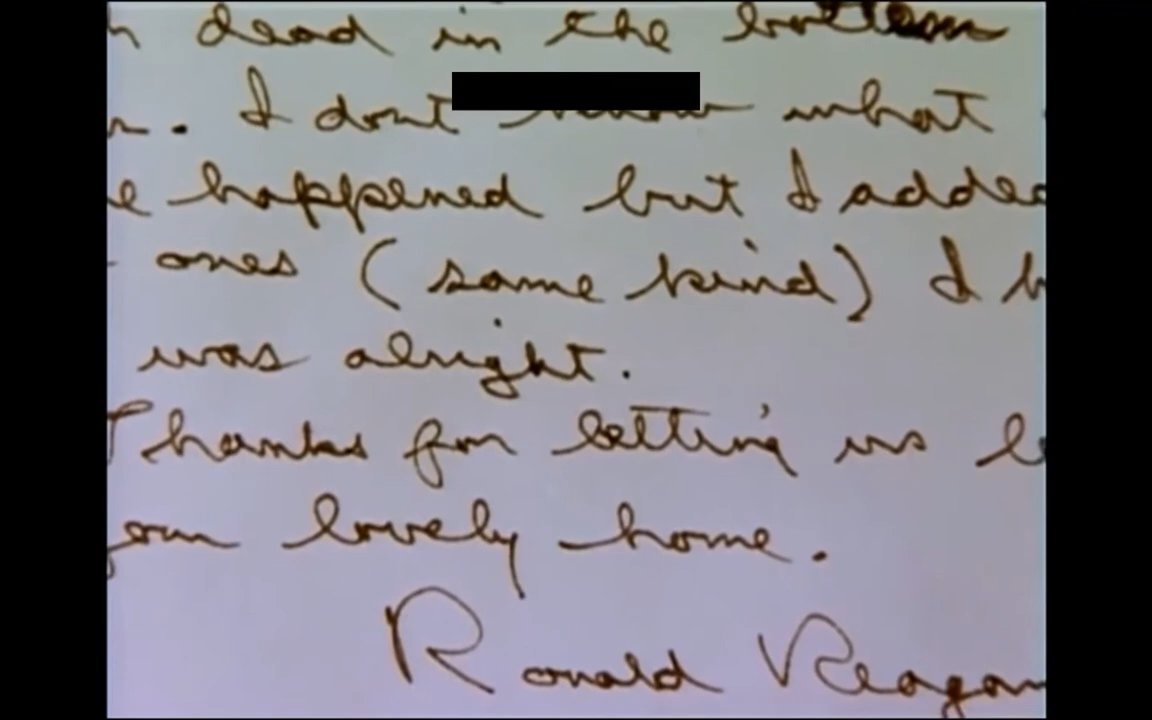 dead in the bottom
I dont what
happened but I added
ones (same kind) I
was alright.
Thanks for letting us
your lovely home.
Ronald Reagan